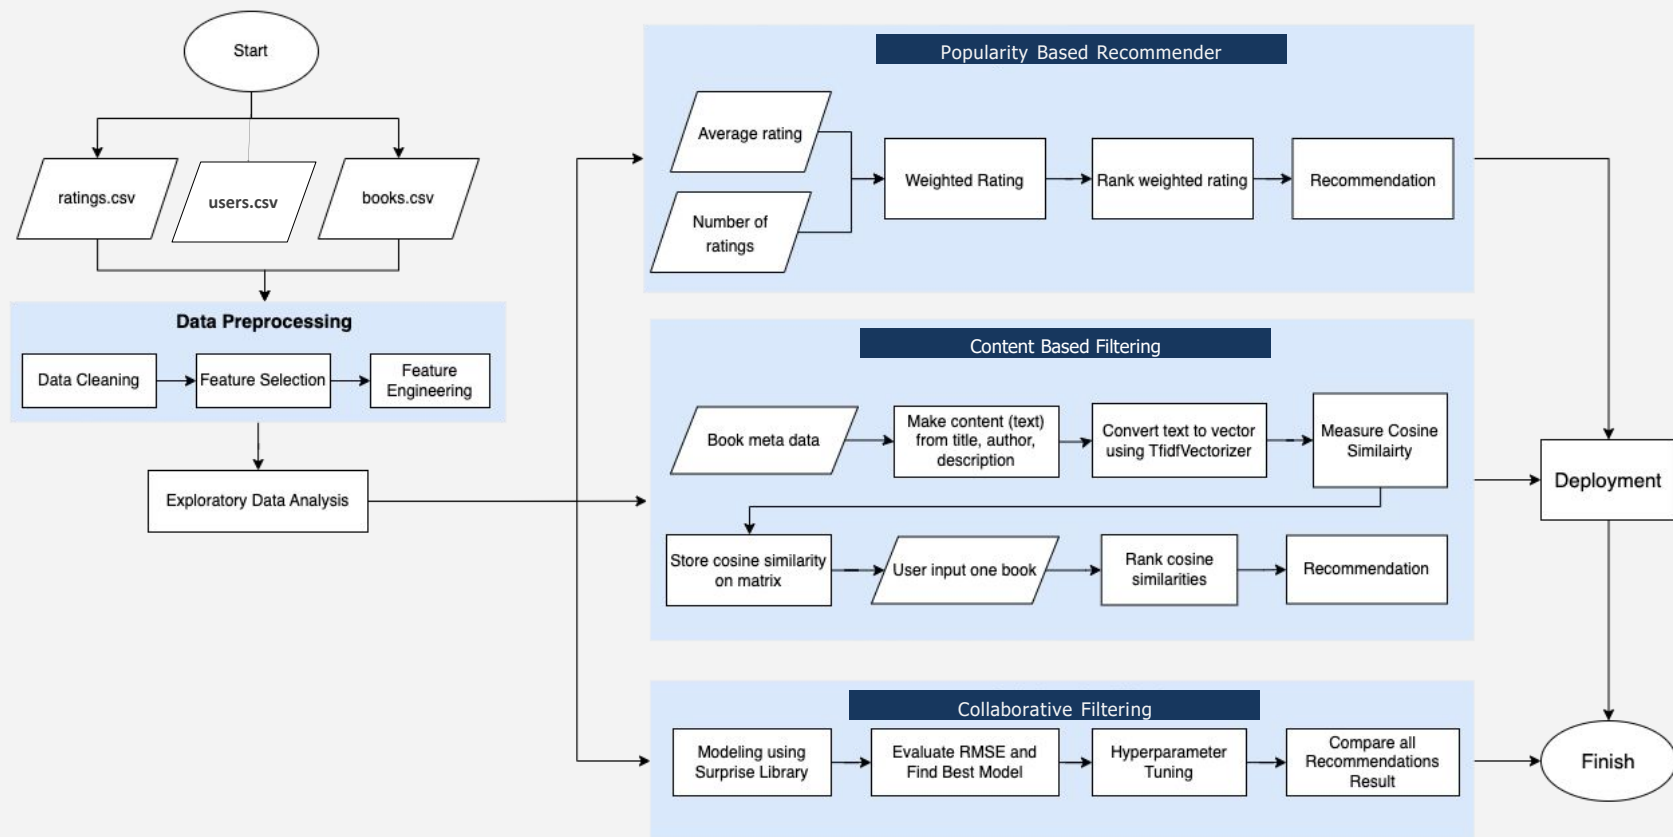 Start
ratings.csv
users.csv
books.csv
Data Preprocessing
Data Cleaning
Feature Selection
Feature
Engineering
Exploratory Data Analysis
Popularity Based Recommender
Average rating
Number of
ratings
Weighted Rating
Rank weighted rating
Recommendation
Content Based Filtering
Book meta data
Make content (text)
from title, author,
description
Convert text to vector
using TfidfVectorizer
Measure Cosine
Similairty
Store cosine similarity
on matrix
User input one book
Rank cosine
similarities
Recommendation
Collaborative Filtering
Modeling using
Surprise Library
Evaluate RMSE and
Find Best Model
Hyperparameter
Tuning
Compare all
Recommendations
Result
Deployment
Finish